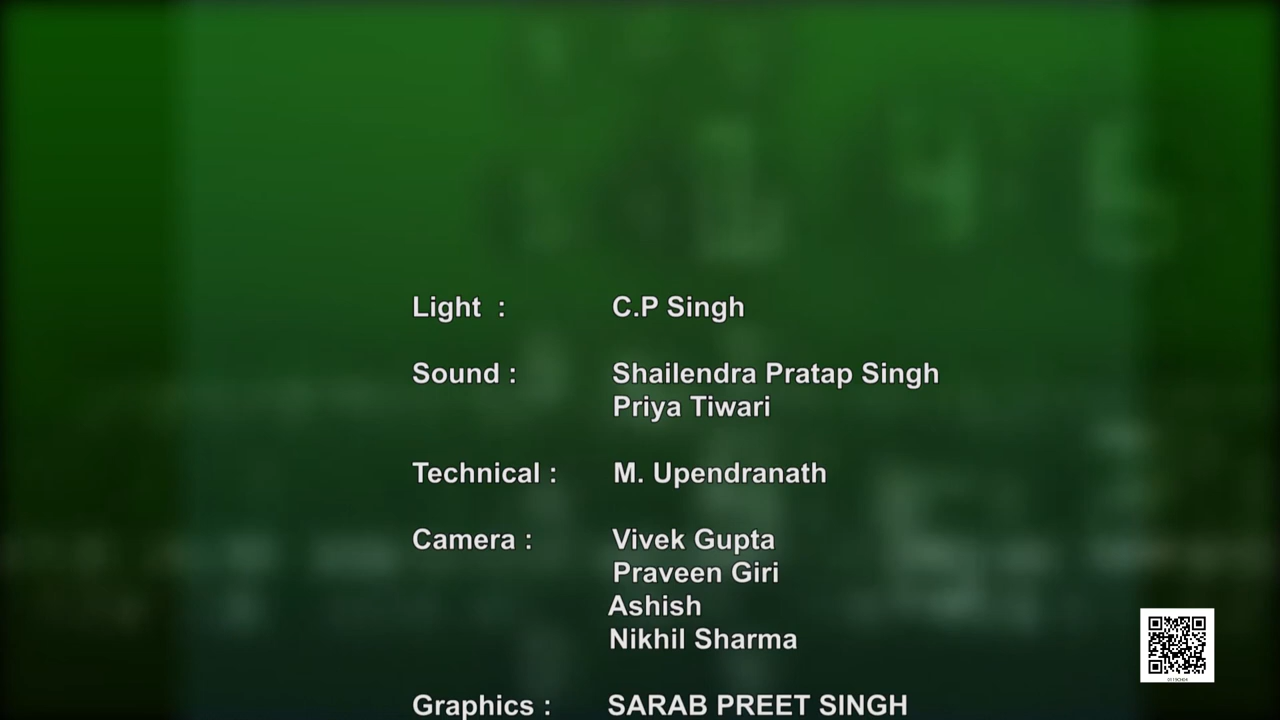 Light : C.P Singh
Sound : Shailendra Pratap Singh
Priya Tiwari
Technical : M. Upendranath
Camera : Vivek Gupta
Praveen Giri
Ashish
Nikhil Sharma
Graphics : SARAB PREET SINGH